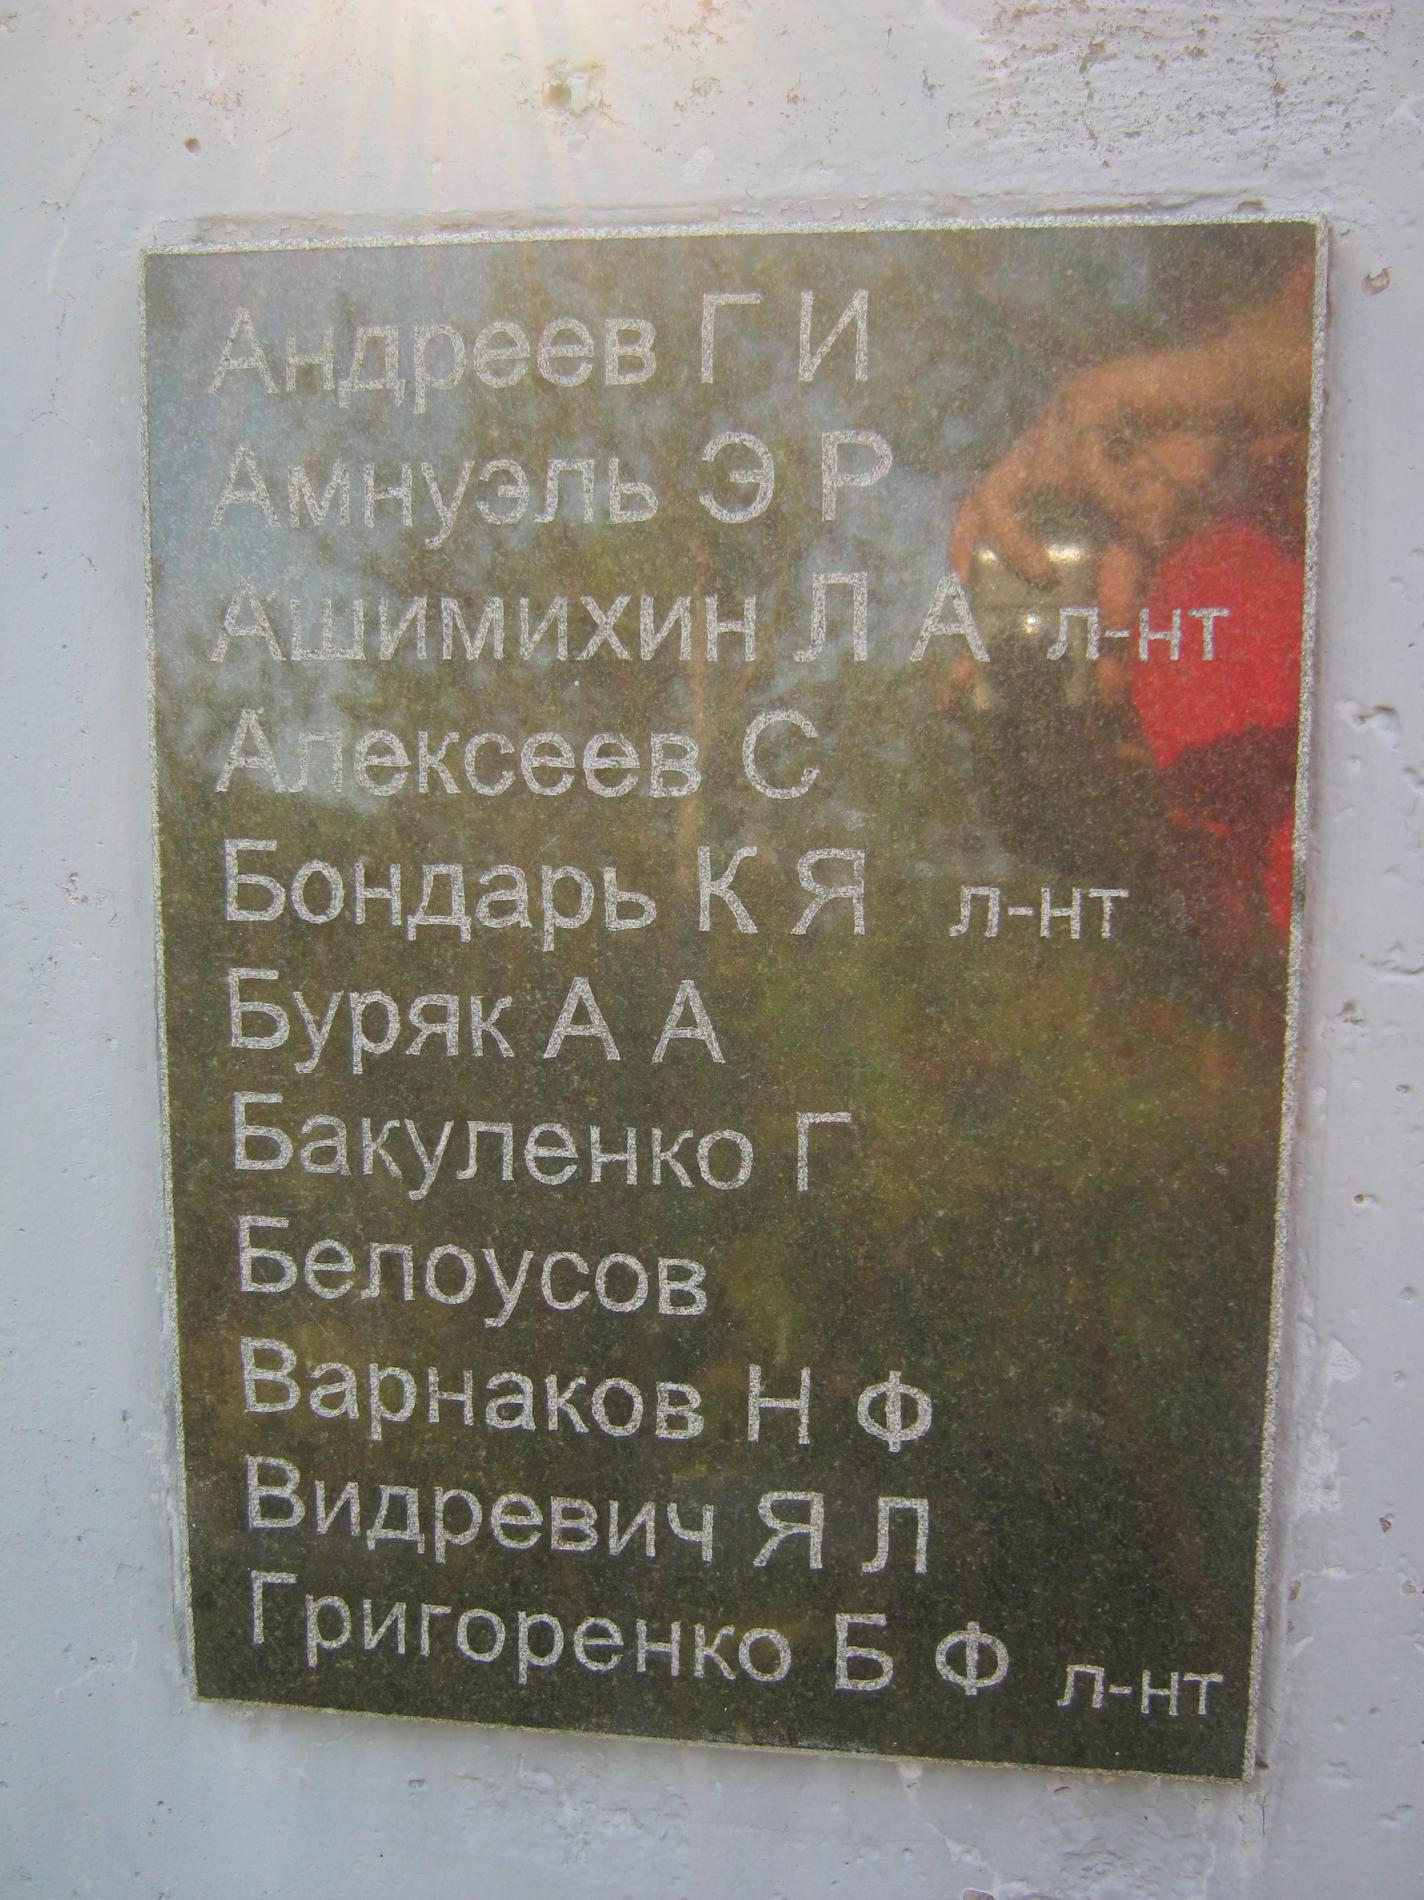 Андреев Г И
Амнуэль Э Р
Ашимихин Л А л-нт
Алексеев С
Бондарь К Я л-нт
Буряк А А
Бакуленко Г
Белоусов
Варнаков Н Ф
Видревич Я Л
Григоренко Б Ф л-нт